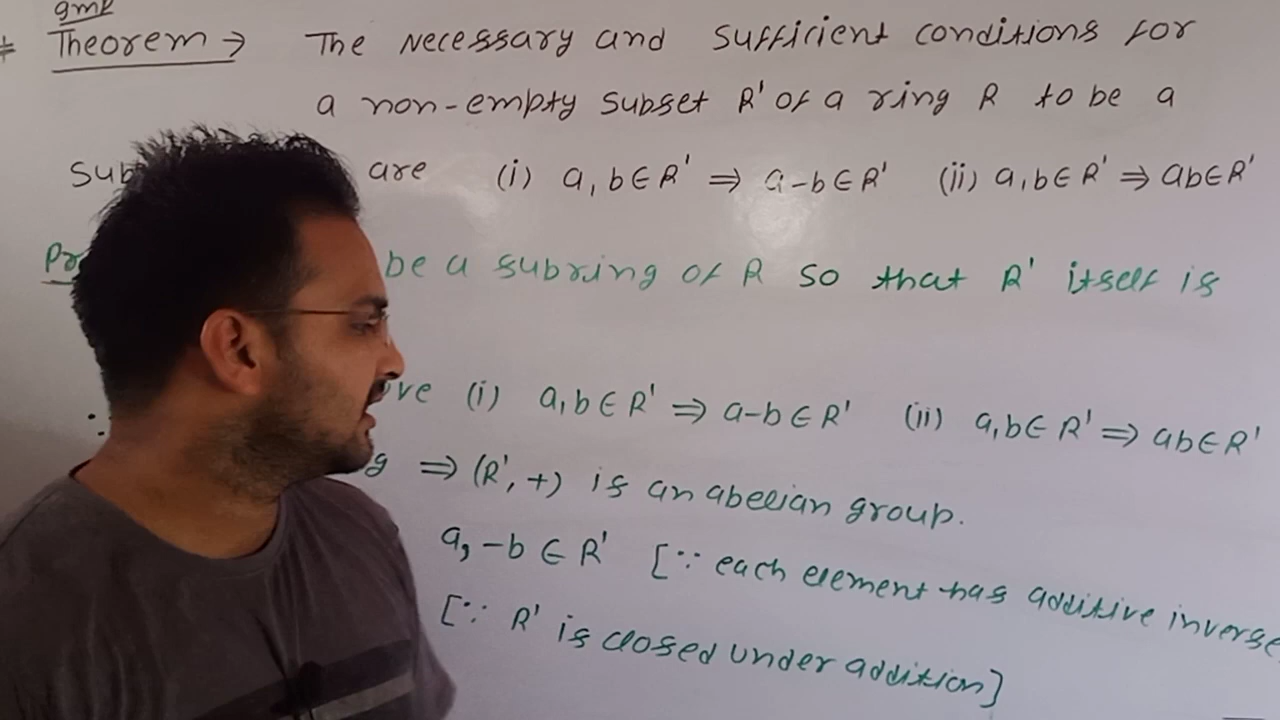 gmp
* Theorem → The necessary and sufficient conditions for
a non-empty subset R' of a ring R to be a
Sub are (i) a, b ∈ R' ⇒ a-b ∈ R' (ii) a, b ∈ R' ⇒ ab ∈ R'
Pr be a subring of R so that R' itself is
ve (i) a, b ∈ R' ⇒ a-b ∈ R' (ii) a, b ∈ R' ⇒ ab ∈ R'
∴ g ⇒ (R', +) is an abelian group.
a, -b ∈ R' [∵ each element has additive inverse
[∵ R' is closed under addition]